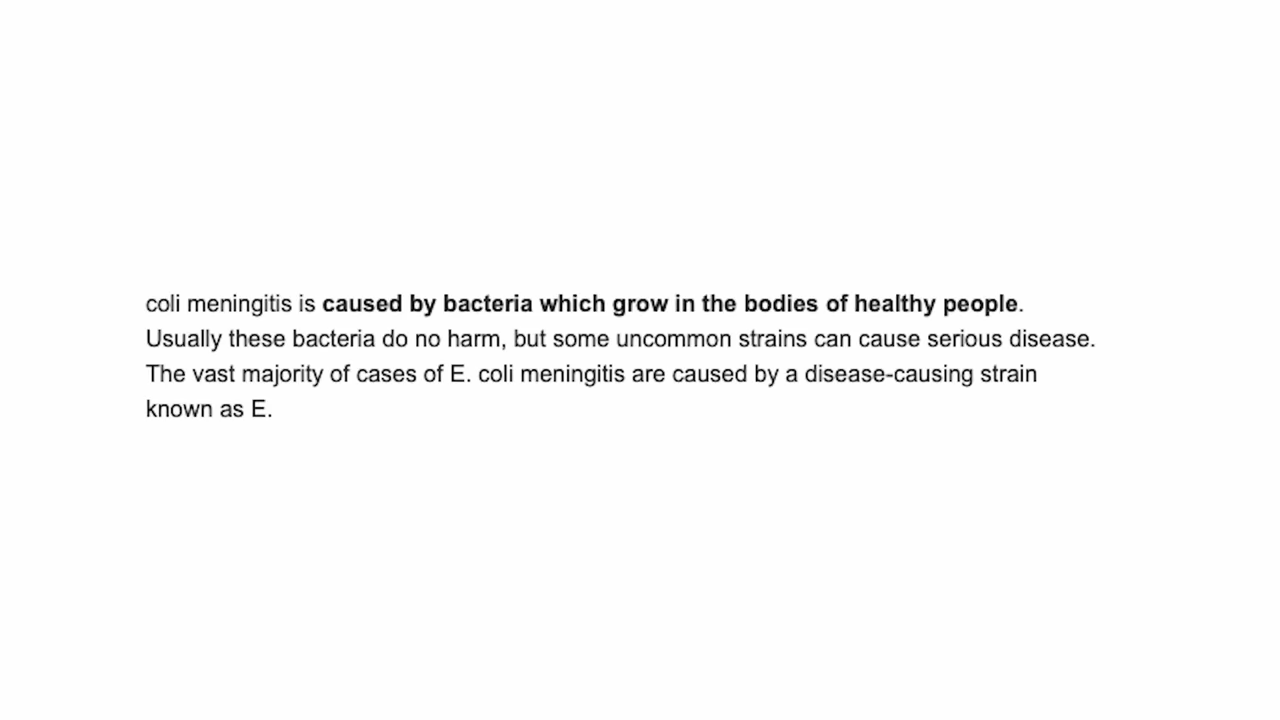 coli meningitis is caused by bacteria which grow in the bodies of healthy people.
Usually these bacteria do no harm, but some uncommon strains can cause serious disease.
The vast majority of cases of E. coli meningitis are caused by a disease-causing strain
known as E.